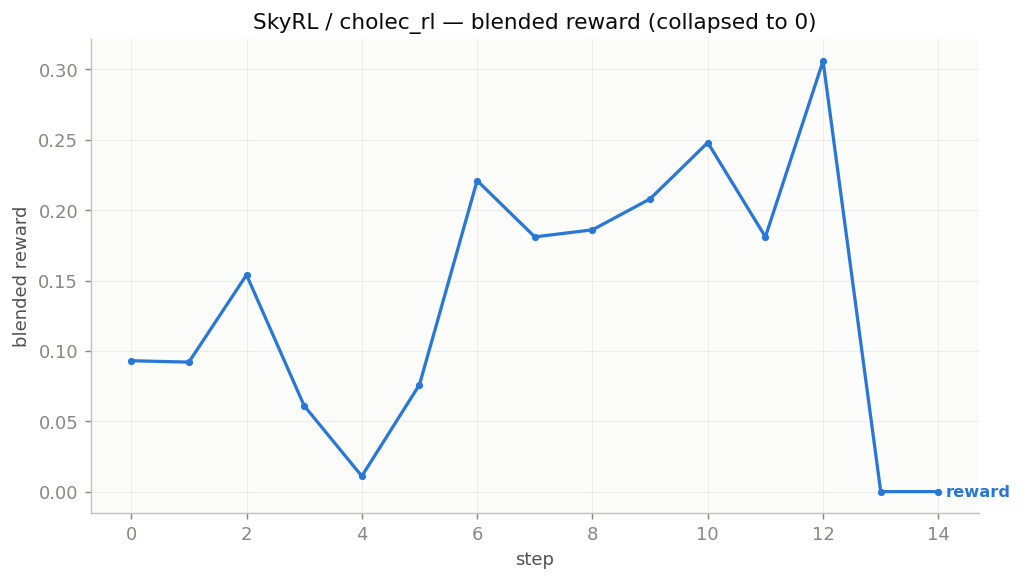 SkyRL / cholec_rl — blended reward (collapsed to 0)
blended reward
0.30
0.25
0.20
0.15
0.10
0.05
0.00
reward
0 2 4 6 8 10 12 14
step